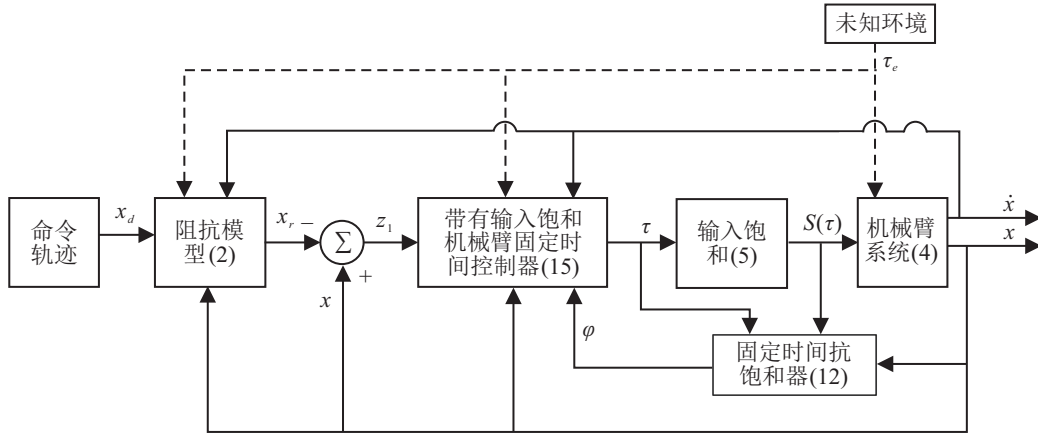 未知环境
τₑ
命令
轨迹
x_d
阻抗模
型(2)
x_r
−
Σ
+
x
z₁
带有输入饱和
机械臂固定时
间控制器(15)
τ
输入饱
和(5)
S(τ)
机械臂
系统(4)
ẋ
x
φ
固定时间抗
饱和器(12)